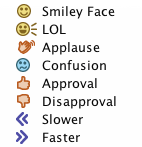 Smiley Face
LOL
Applause
Confusion
Approval
Disapproval
Slower
Faster